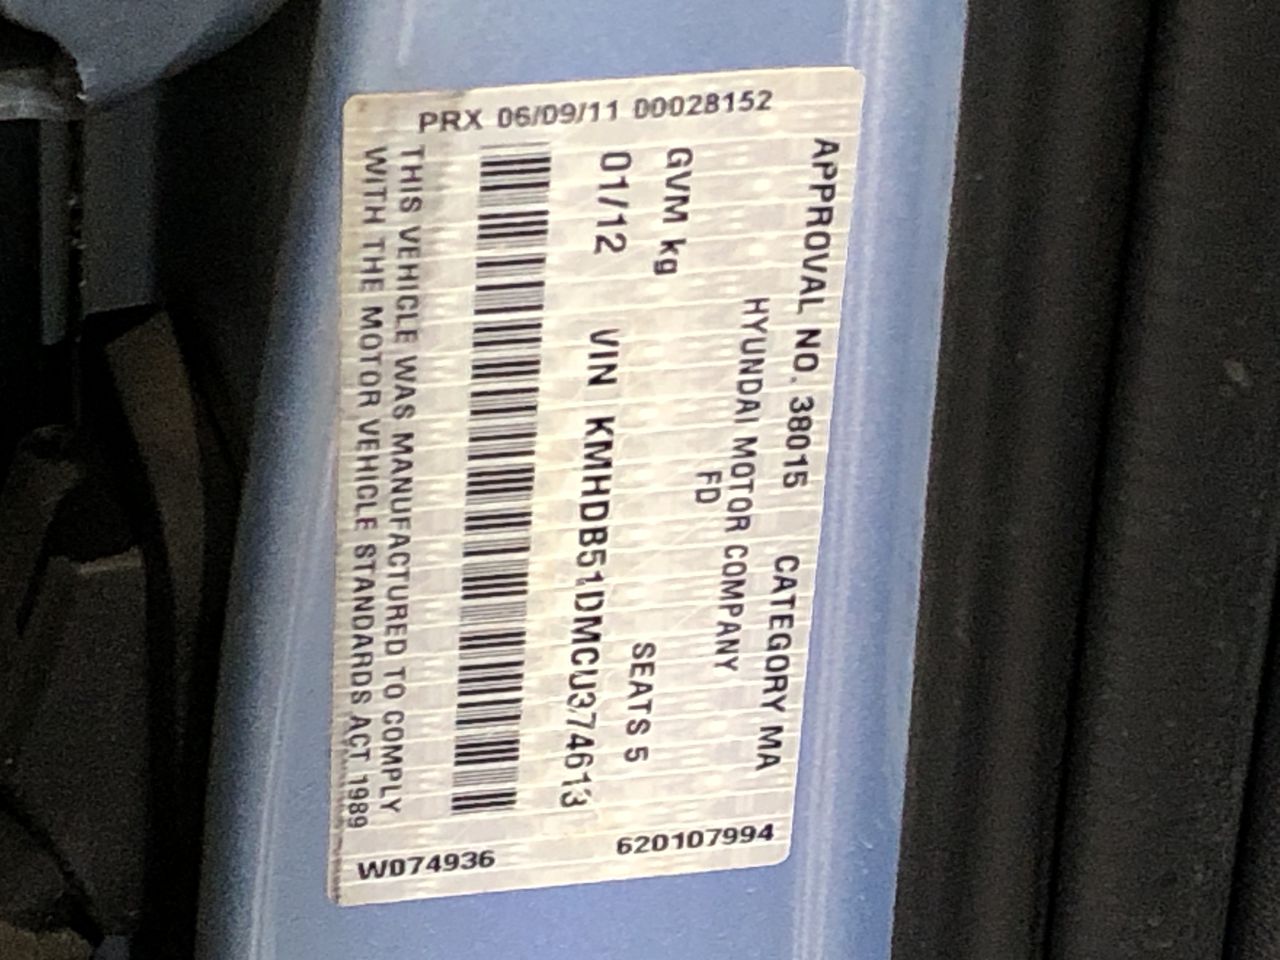 PRX 06/09/11 00028152
APPROVAL NO. 38015 CATEGORY MA
HYUNDAI MOTOR COMPANY
FD
GVM kg SEATS 5
01/12 VIN KMHDB51DMCU374613
THIS VEHICLE WAS MANUFACTURED TO COMPLY
WITH THE MOTOR VEHICLE STANDARDS ACT 1989
W074936 620107994